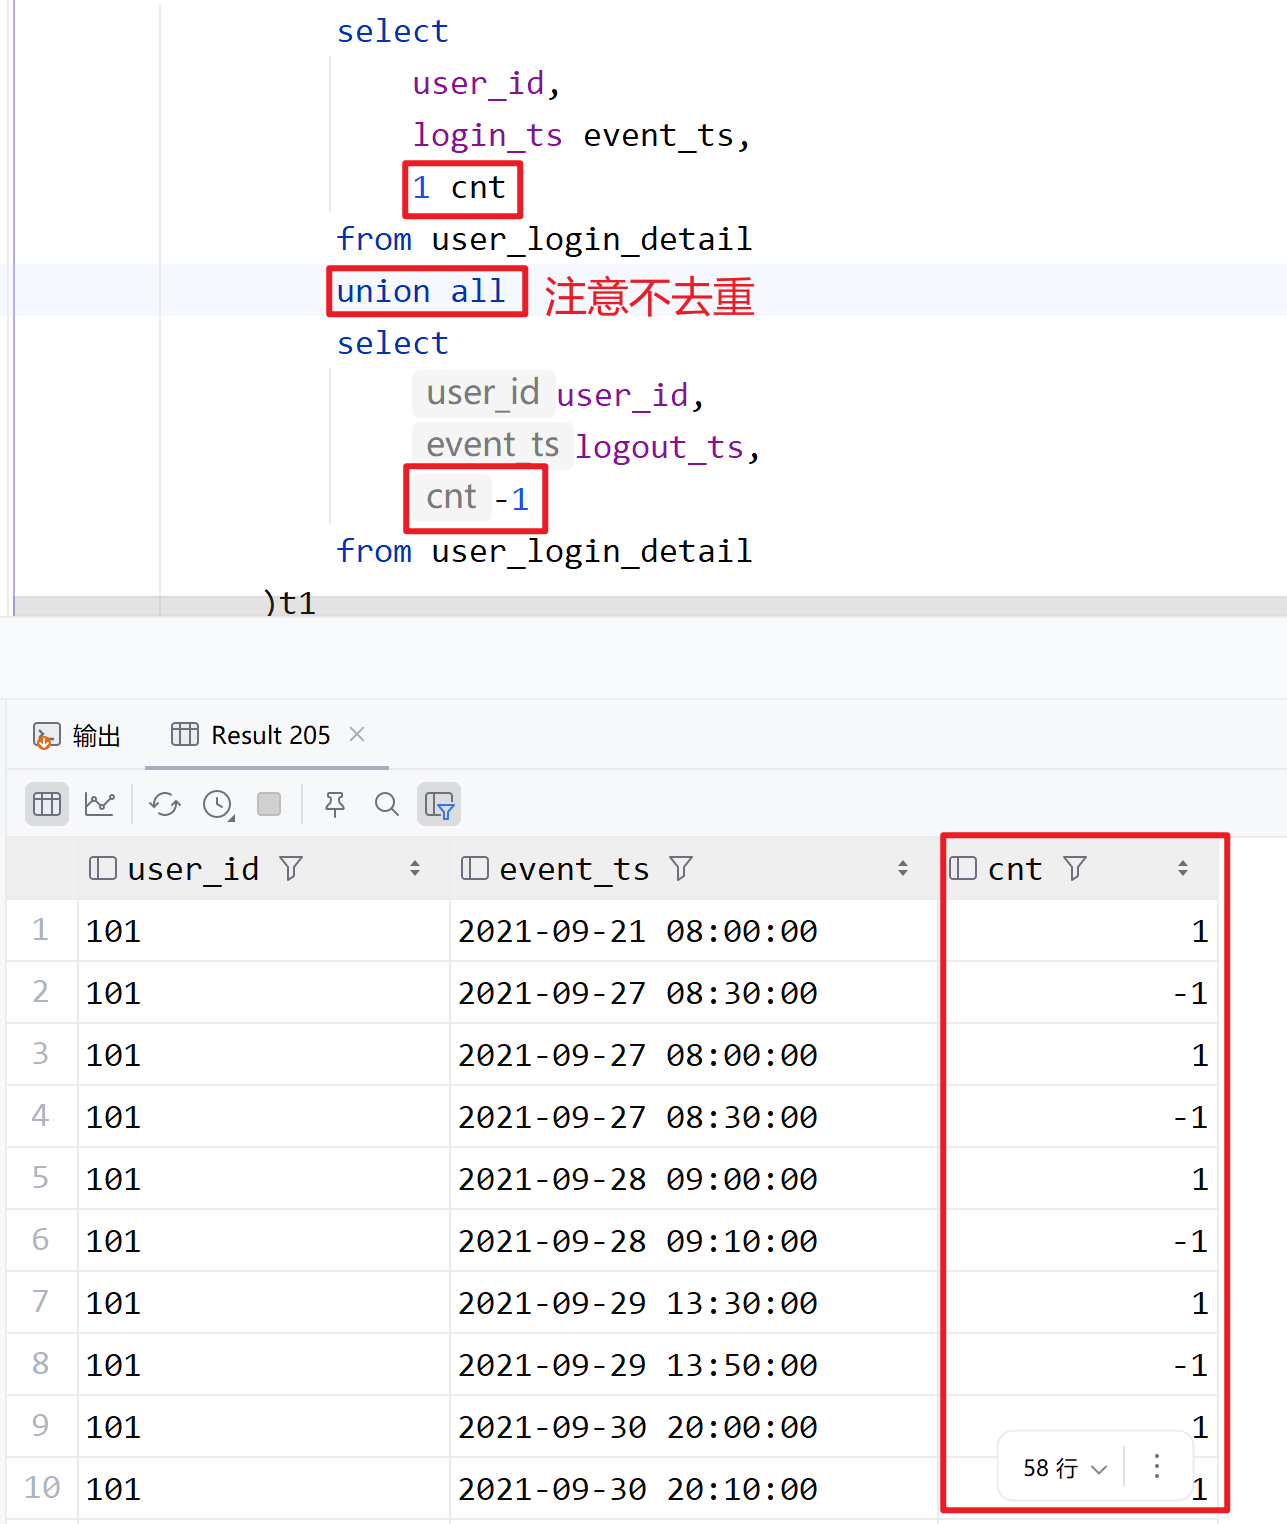 select
user_id,
login_ts event_ts,
1 cnt
from user_login_detail
union all 注意不去重
select
user_id user_id,
event_ts logout_ts,
cnt -1
from user_login_detail
)t1
输出 Result 205
user_id event_ts cnt
1 101 2021-09-21 08:00:00 1
2 101 2021-09-27 08:30:00 -1
3 101 2021-09-27 08:00:00 1
4 101 2021-09-27 08:30:00 -1
5 101 2021-09-28 09:00:00 1
6 101 2021-09-28 09:10:00 -1
7 101 2021-09-29 13:30:00 1
8 101 2021-09-29 13:50:00 -1
9 101 2021-09-30 20:00:00 1
10 101 2021-09-30 20:10:00 1
58 行